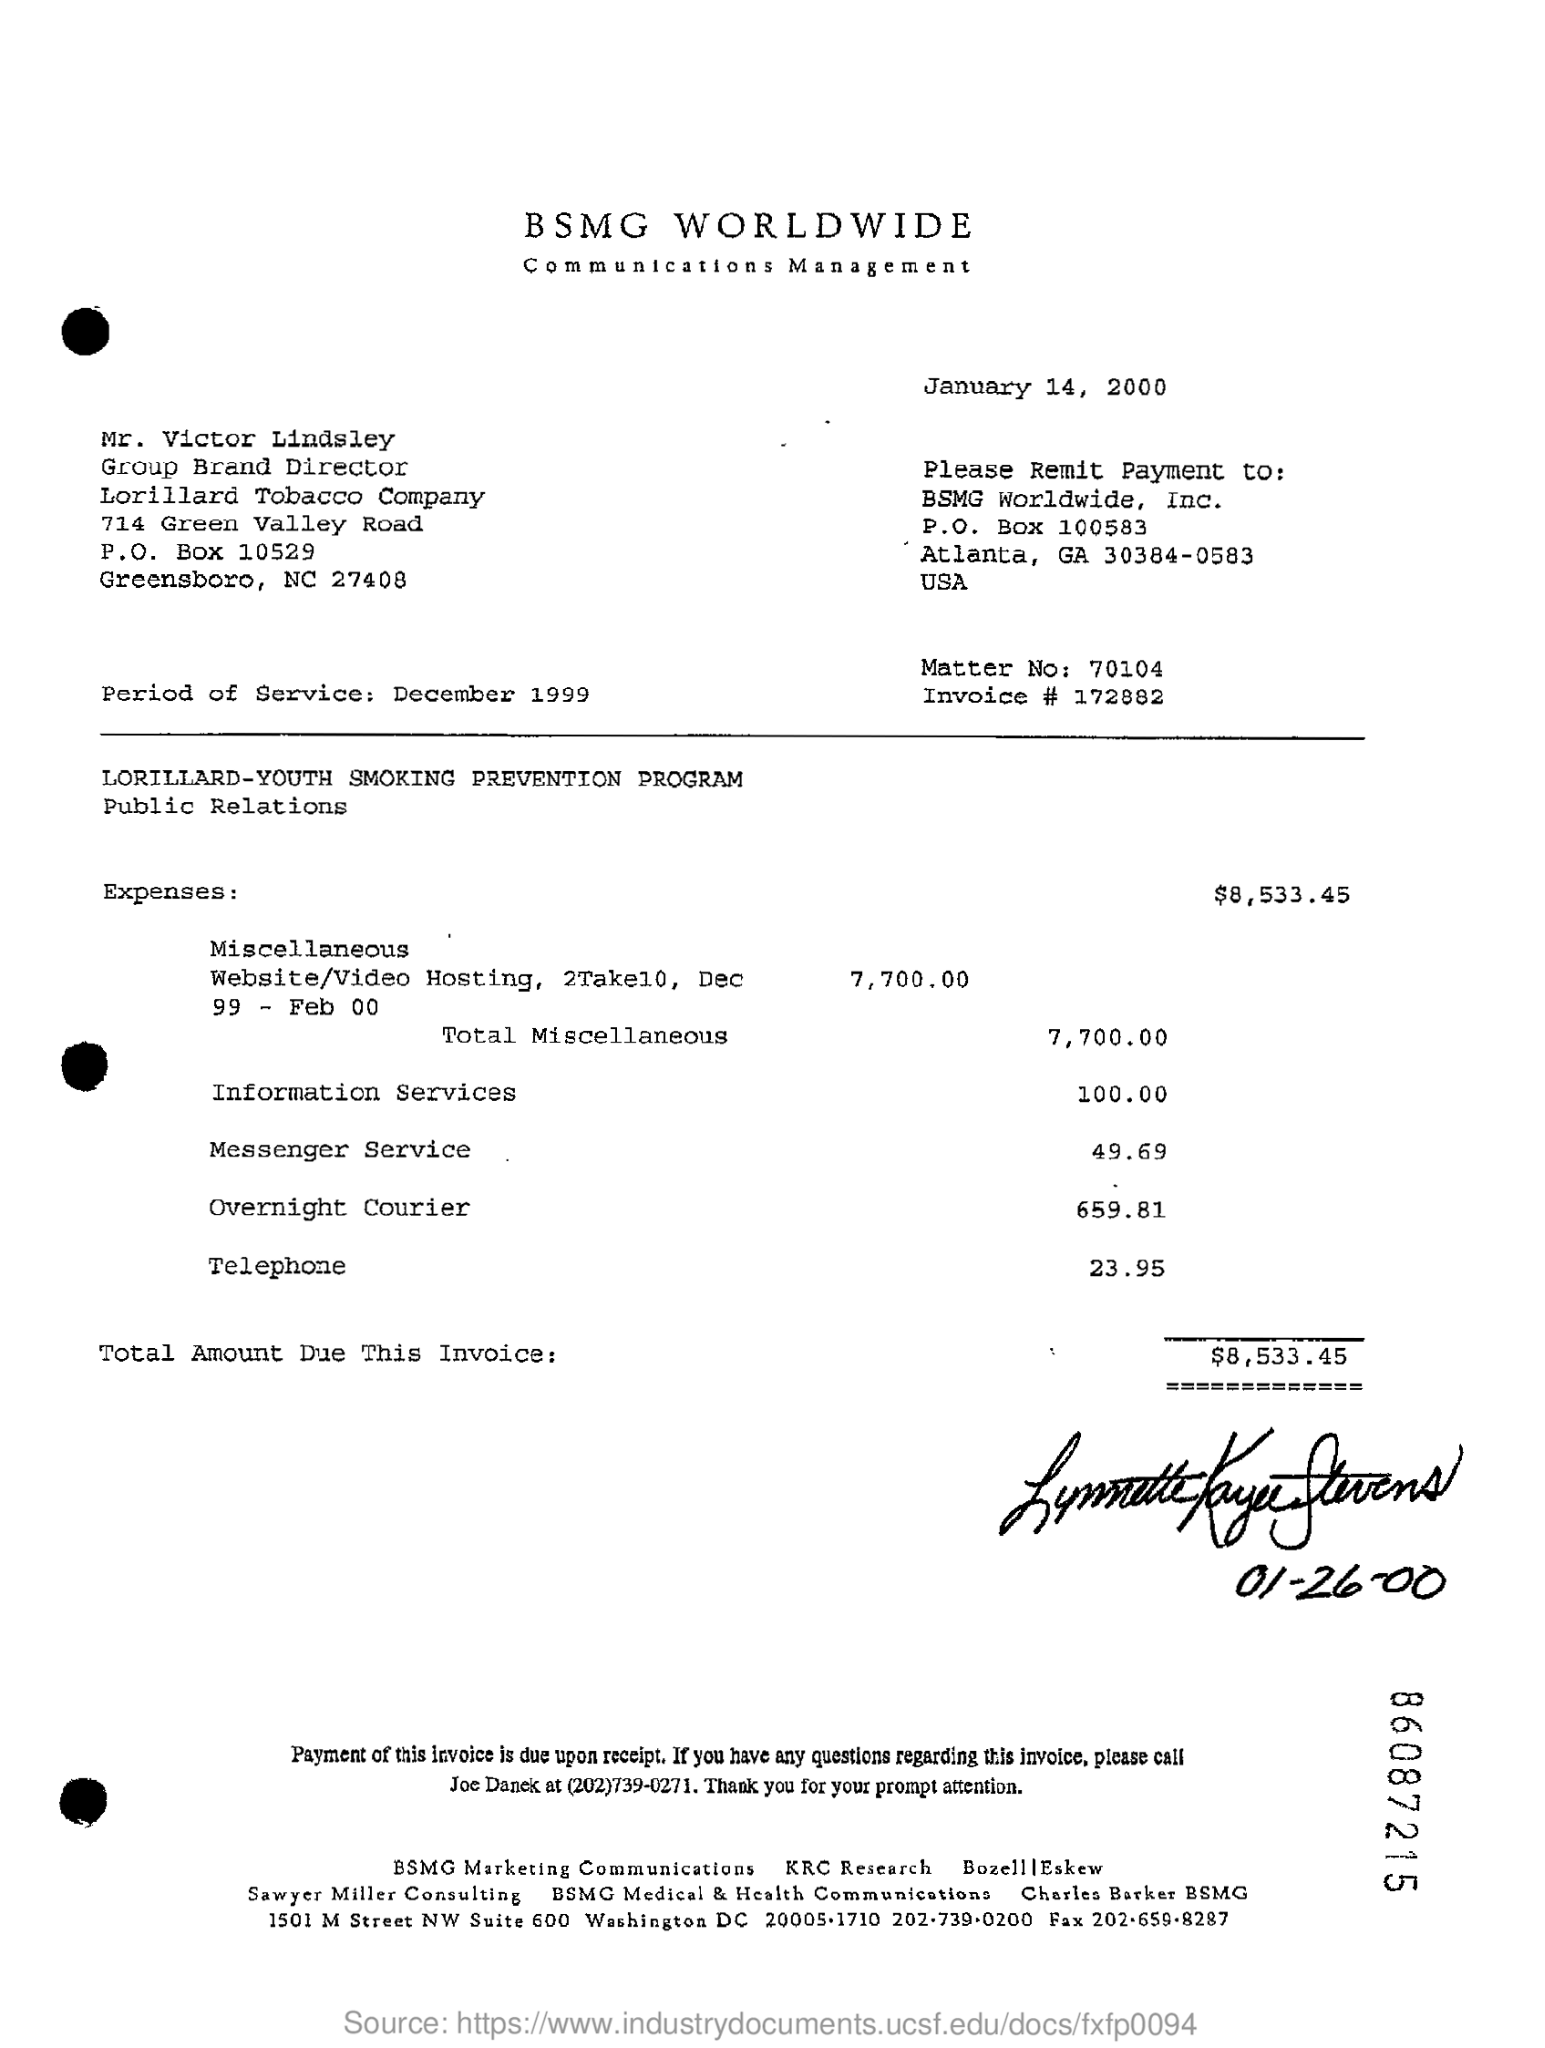 BSMG WORLDWIDE
Communications Management
January 14, 2000
Mr. Victor Lindsley
Group Brand Director
Lorillard Tobacco Company
714 Green Valley Road
P.O. Box 10529
Greensboro, NC 27408
Please Remit Payment to:
BSMG Worldwide, Inc.
P.O. Box 100583
Atlanta, GA 30384-0583
USA
Matter No: 70104
Period of Service: December 1999
Invoice # 172882
LORILLARD-YOUTH SMOKING PREVENTION PROGRAM
Public Relations
Expenses: $8,533.45
Miscellaneous
Website/Video Hosting, 2Take10, Dec 7,700.00
99 - Feb 00
Total Miscellaneous 7,700.00
Information Services 100.00
Messenger Service 49.69
Overnight Courier 659.81
Telephone 23.95
Total Amount Due This Invoice: $8,533.45
=============
Lynnette Kaye Stevens
01-26-00
86087215
Payment of this invoice is due upon receipt. If you have any questions regarding this invoice, please call
Joe Danek at (202)739-0271. Thank you for your prompt attention.
BSMG Marketing Communications KRC Research Bozell|Eskew
Sawyer Miller Consulting BSMG Medical & Health Communications Charles Barker BSMG
1501 M Street NW Suite 600 Washington DC 20005·1710 202·739·0200 Fax 202·659·8287
Source: https://www.industrydocuments.ucsf.edu/docs/fxfp0094